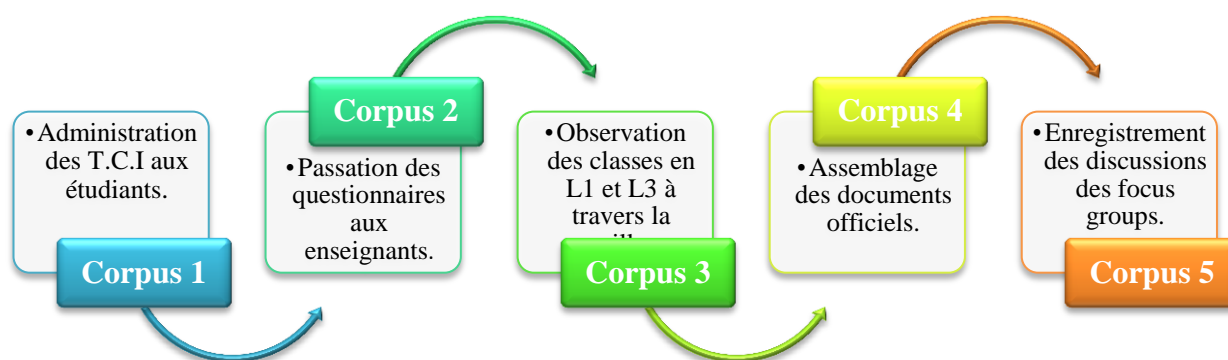 •Administration
des T.C.I aux
étudiants.
Corpus 1
Corpus 2
•Passation des
questionnaires
aux
enseignants.
•Observation
des classes en
L1 et L3 à
travers la
Corpus 3
Corpus 4
•Assemblage
des documents
officiels.
•Enregistrement
des discussions
des focus
groups.
Corpus 5